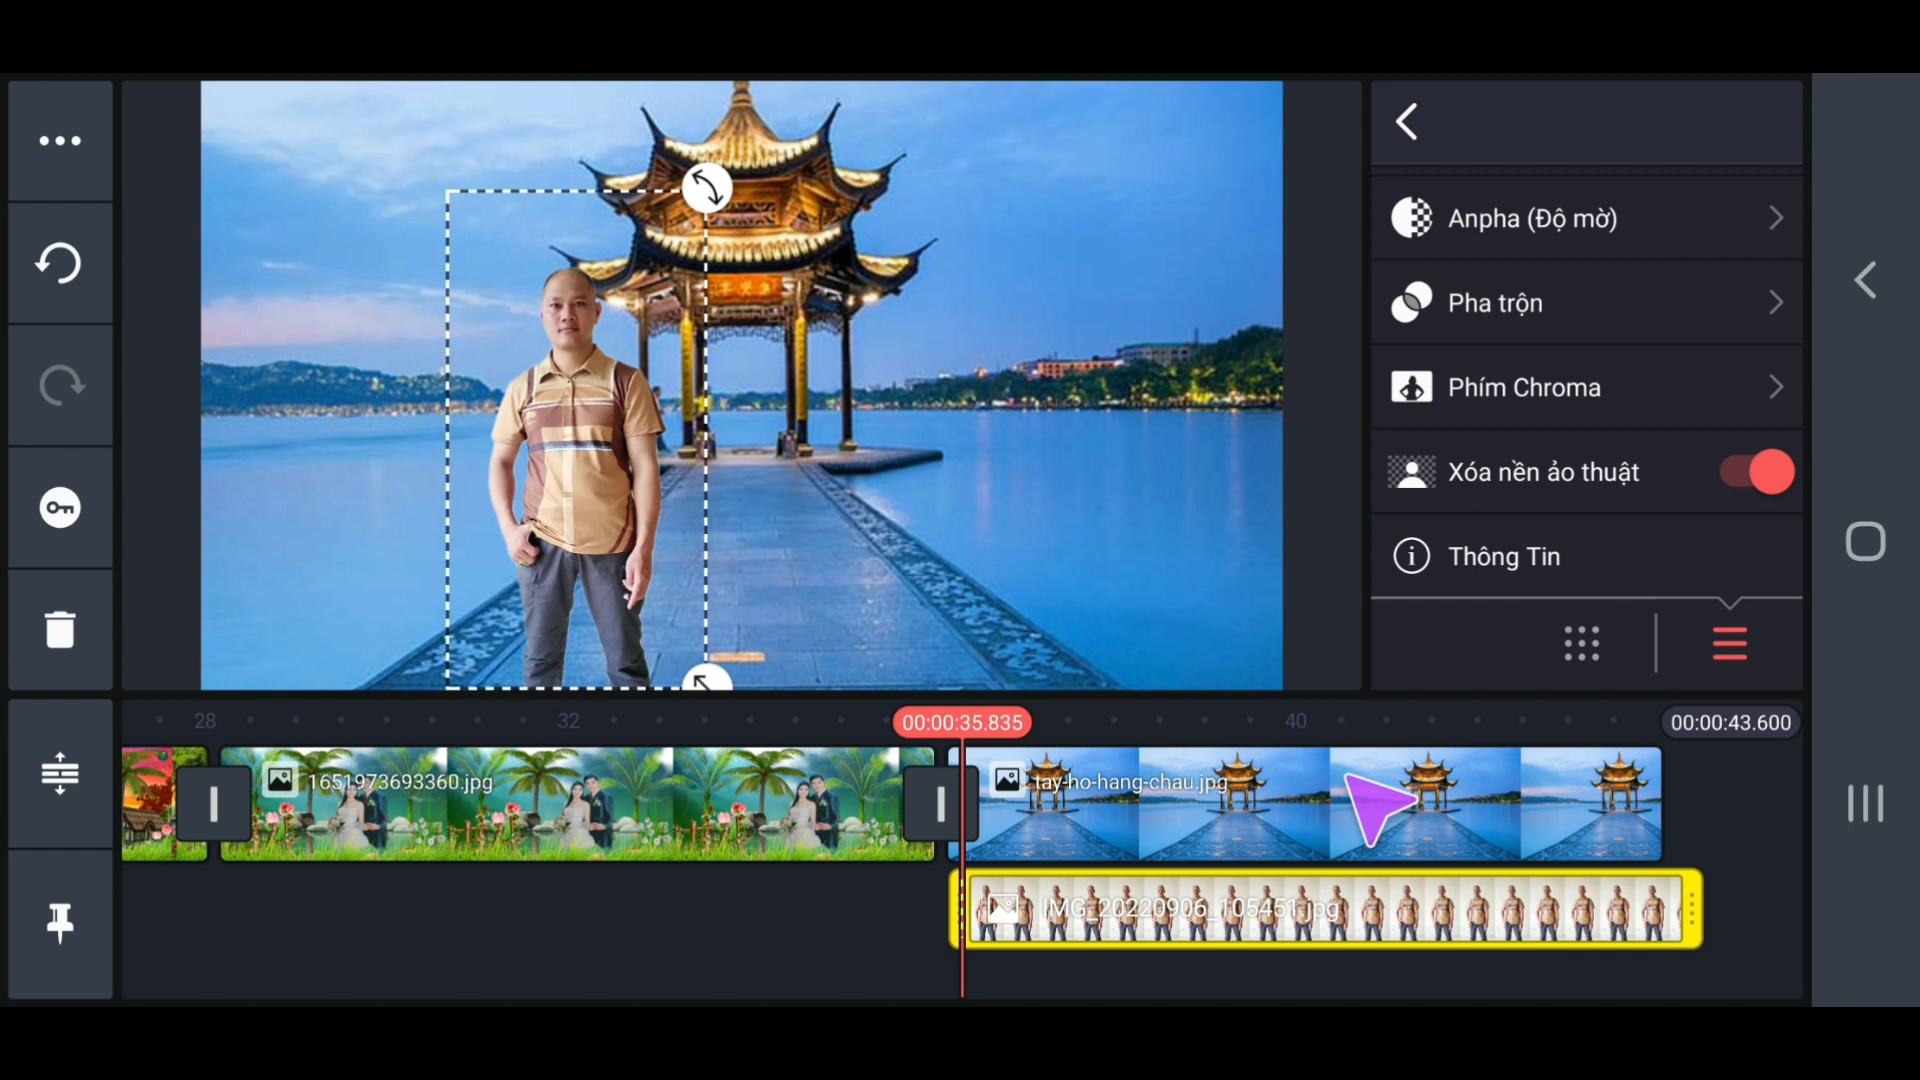 Anpha (Độ mờ)
Pha trộn
Phím Chroma
Xóa nền ảo thuật
Thông Tin
28
32
00:00:35.835
40
00:00:43.600
1651973693360.jpg
tay-ho-hang-chau.jpg
IMG_20220906_105451.jpg